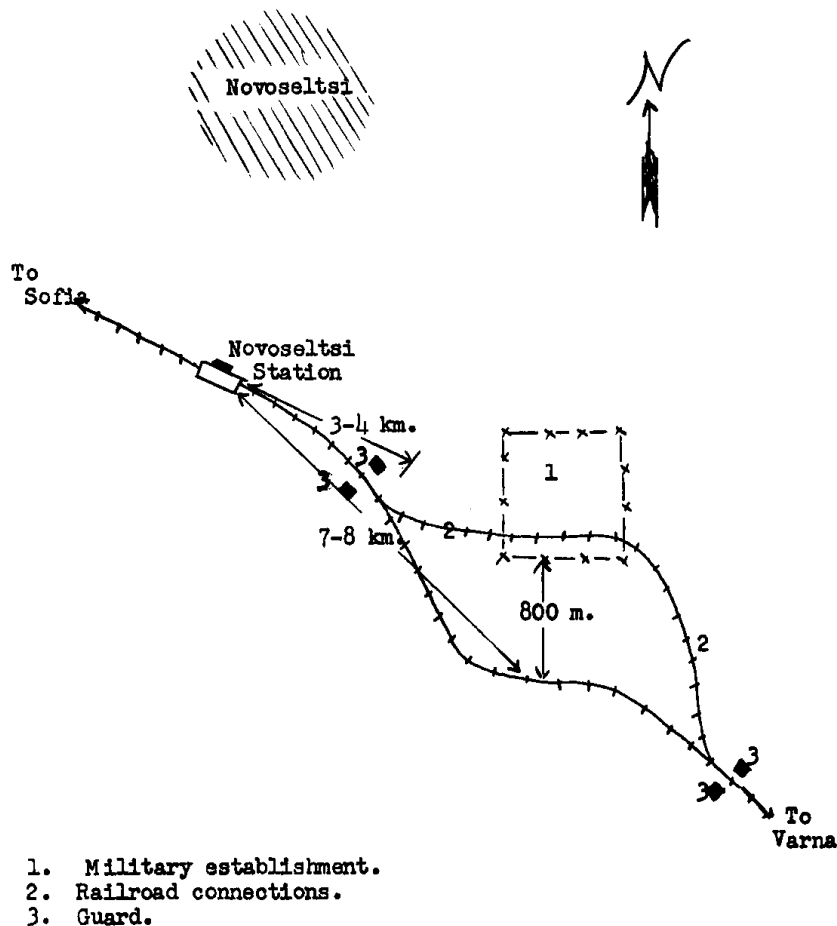 Novoseltsi
N
To
Sofia
Novoseltsi
Station
3-4 km.
3
1
3
2
7-8 km.
800 m.
2
3
3
To
Varna
1. Military establishment.
2. Railroad connections.
3. Guard.